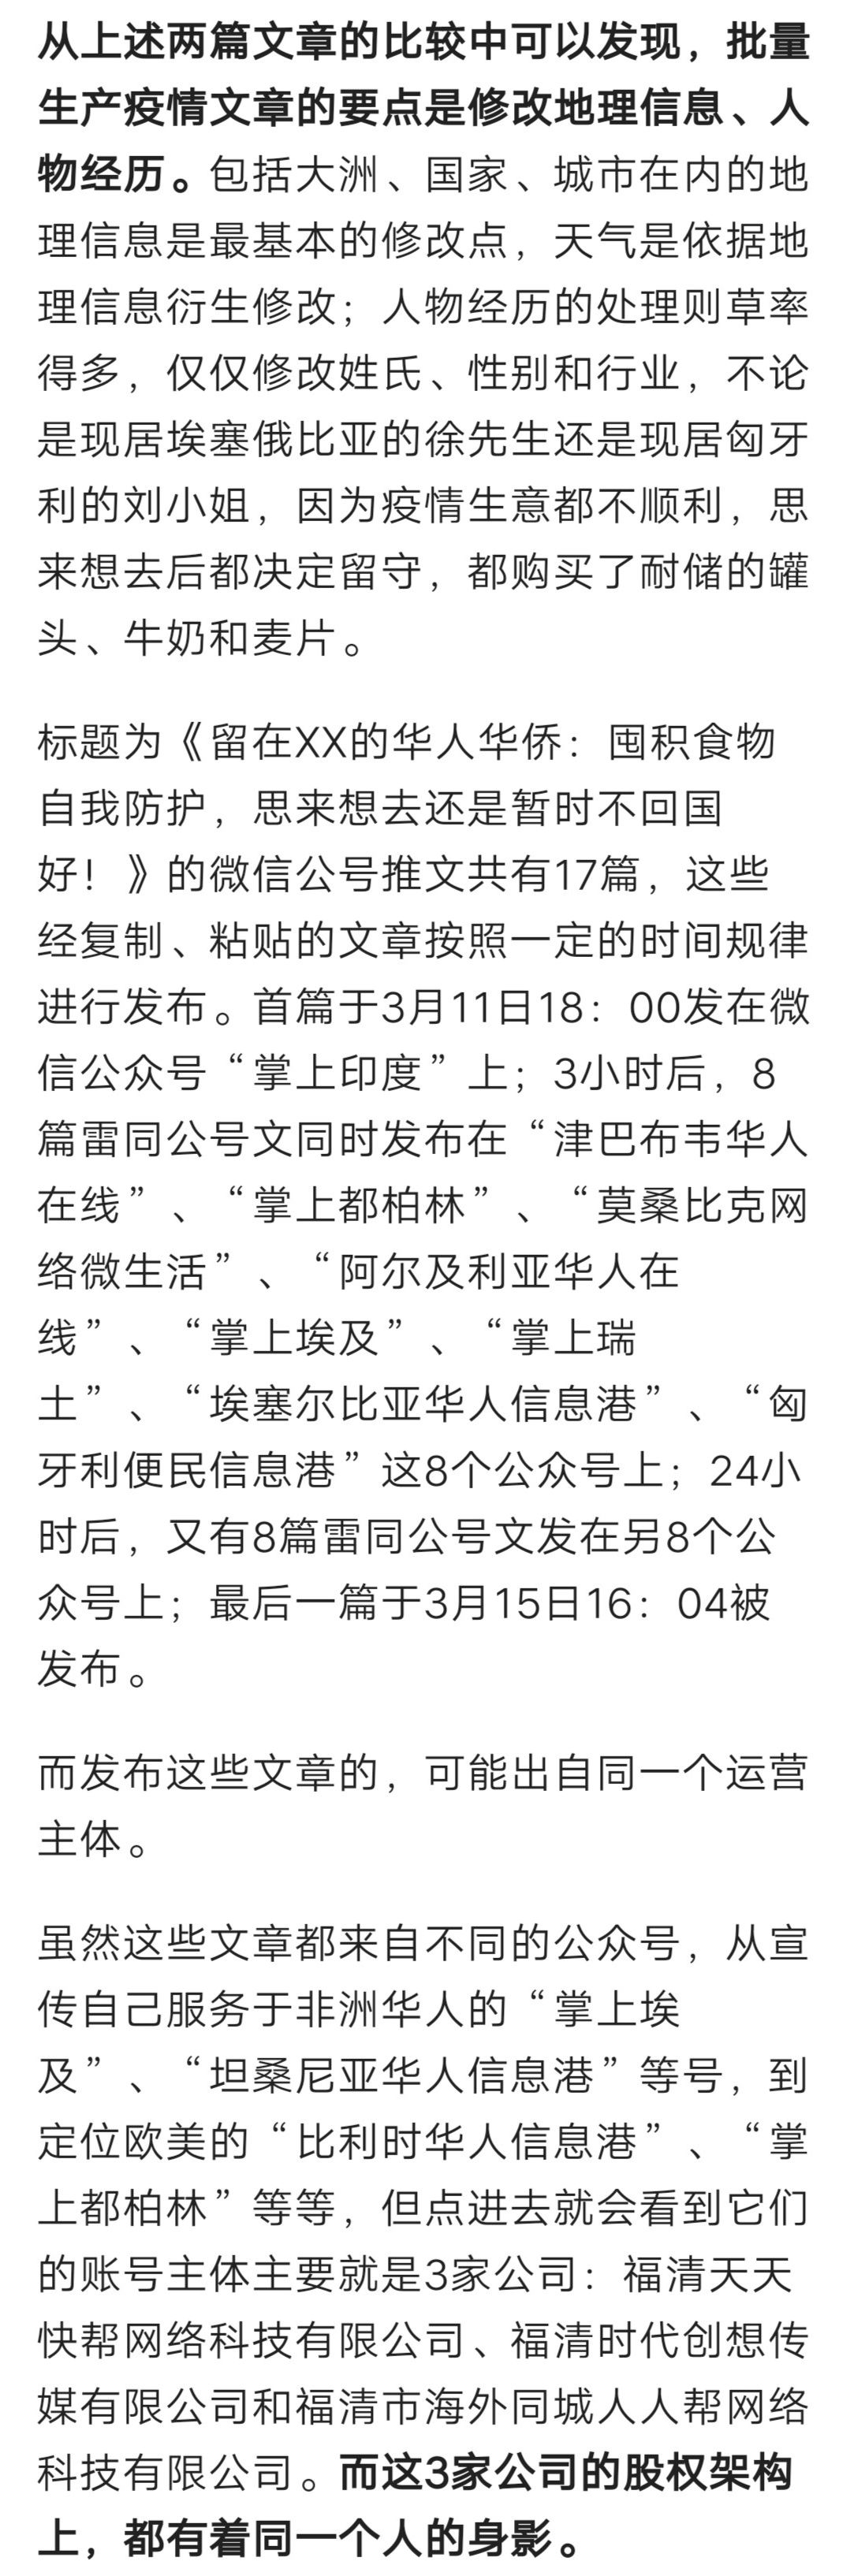 从上述两篇文章的比较中可以发现，批量
生产疫情文章的要点是修改地理信息、人
物经历。包括大洲、国家、城市在内的地
理信息是最基本的修改点，天气是依据地
理信息衍生修改；人物经历的处理则草率
得多，仅仅修改姓氏、性别和行业，不论
是现居埃塞俄比亚的徐先生还是现居匈牙
利的刘小姐，因为疫情生意都不顺利，思
来想去后都决定留守，都购买了耐储的罐
头、牛奶和麦片。
标题为《留在XX的华人华侨：囤积食物
自我防护，思来想去还是暂时不回国
好！》的微信公号推文共有17篇，这些
经复制、粘贴的文章按照一定的时间规律
进行发布。首篇于3月11日18：00发在微
信公众号“掌上印度”上；3小时后，8
篇雷同公号文同时发布在“津巴布韦华人
在线”、“掌上都柏林”、“莫桑比克网
络微生活”、“阿尔及利亚华人在
线”、“掌上埃及”、“掌上瑞
土”、“埃塞尔比亚华人信息港”、“匈
牙利便民信息港”这8个公众号上；24小
时后，又有8篇雷同公号文发在另8个公
众号上；最后一篇于3月15日16：04被
发布。
而发布这些文章的，可能出自同一个运营
主体。
虽然这些文章都来自不同的公众号，从宣
传自己服务于非洲华人的“掌上埃
及”、“坦桑尼亚华人信息港”等号，到
定位欧美的“比利时华人信息港”、“掌
上都柏林”等等，但点进去就会看到它们
的账号主体主要就是3家公司：福清天天
快帮网络科技有限公司、福清时代创想传
媒有限公司和福清市海外同城人人帮网络
科技有限公司。而这3家公司的股权架构
上，都有着同一个人的身影。